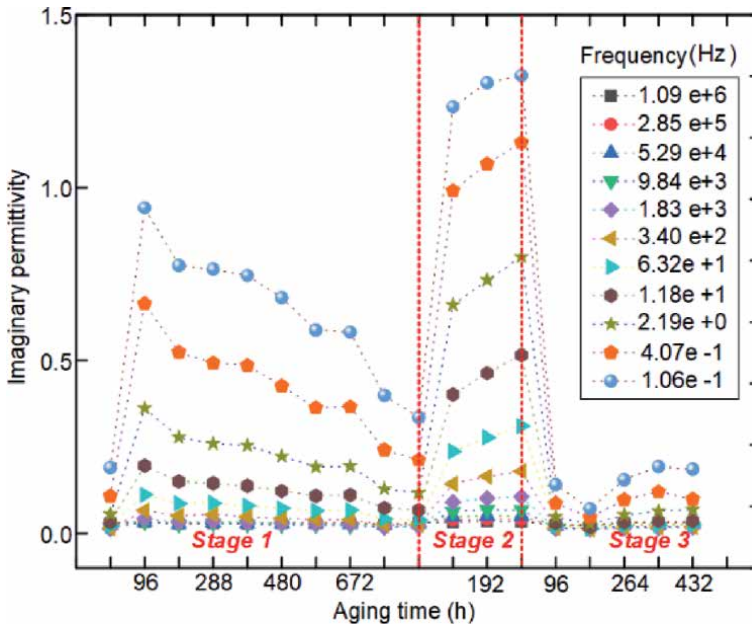 1.5
1.0
0.5
0.0
Imaginary permittivity
Frequency(Hz)
1.09 e+6
2.85 e+5
5.29 e+4
9.84 e+3
1.83 e+3
3.40 e+2
6.32e +1
1.18e +1
2.19e +0
4.07e -1
1.06e -1
Stage 1
Stage 2
Stage 3
96 288 480 672 192 96 264 432
Aging time (h)